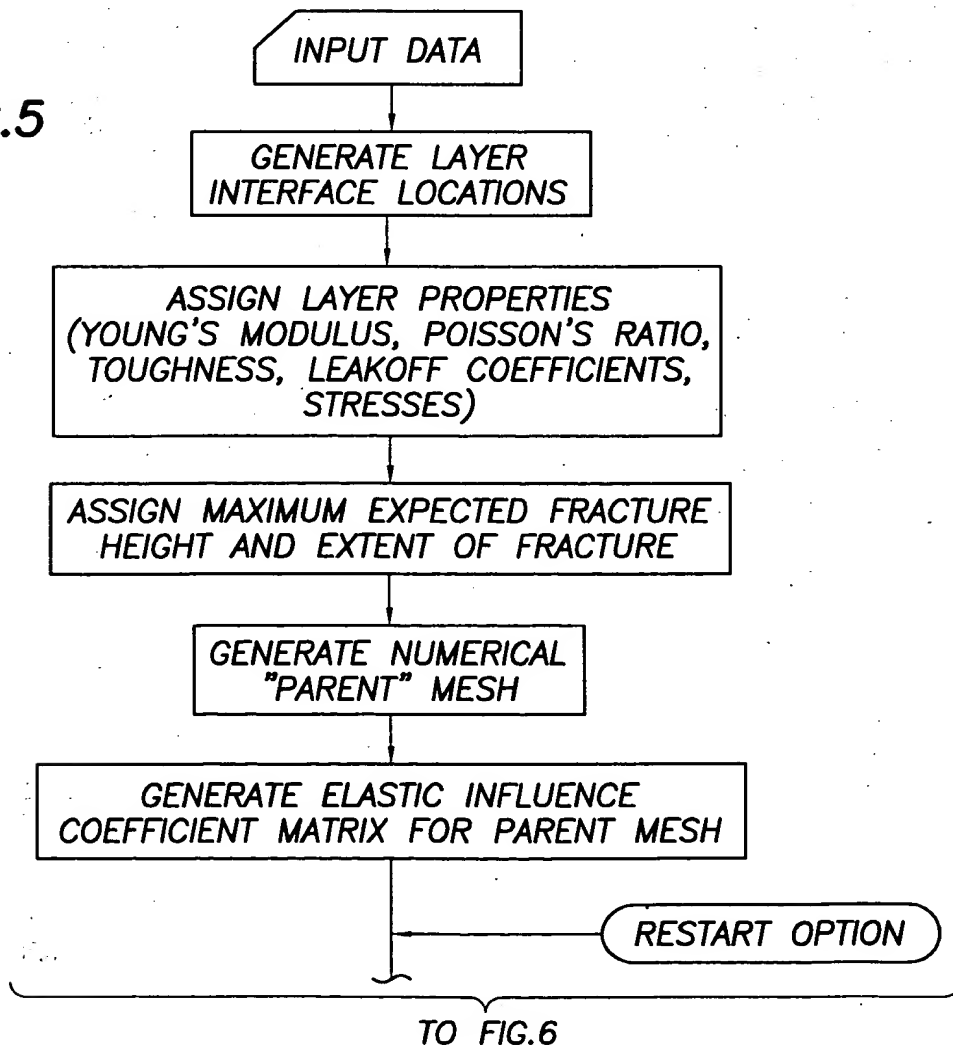 INPUT DATA
.5
GENERATE LAYER
INTERFACE LOCATIONS
ASSIGN LAYER PROPERTIES
(YOUNG'S MODULUS, POISSON'S RATIO,
TOUGHNESS, LEAKOFF COEFFICIENTS,
STRESSES)
ASSIGN MAXIMUM EXPECTED FRACTURE
HEIGHT AND EXTENT OF FRACTURE
GENERATE NUMERICAL
"PARENT" MESH
GENERATE ELASTIC INFLUENCE
COEFFICIENT MATRIX FOR PARENT MESH
RESTART OPTION
TO FIG.6